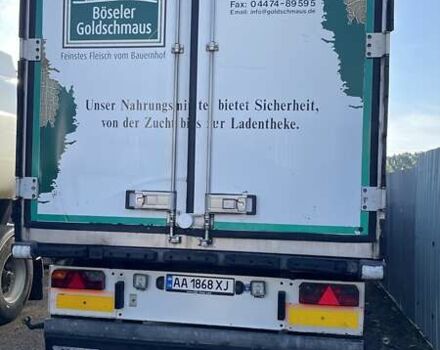 Böseler
Goldschmaus
Feinstes Fleisch vom Bauernhof
Fax: 04474-89595
Email: info@goldschmaus.de
Unser Nahrungsmittel bietet Sicherheit,
von der Zucht bis zur Ladentheke.
AA 1868 XJ